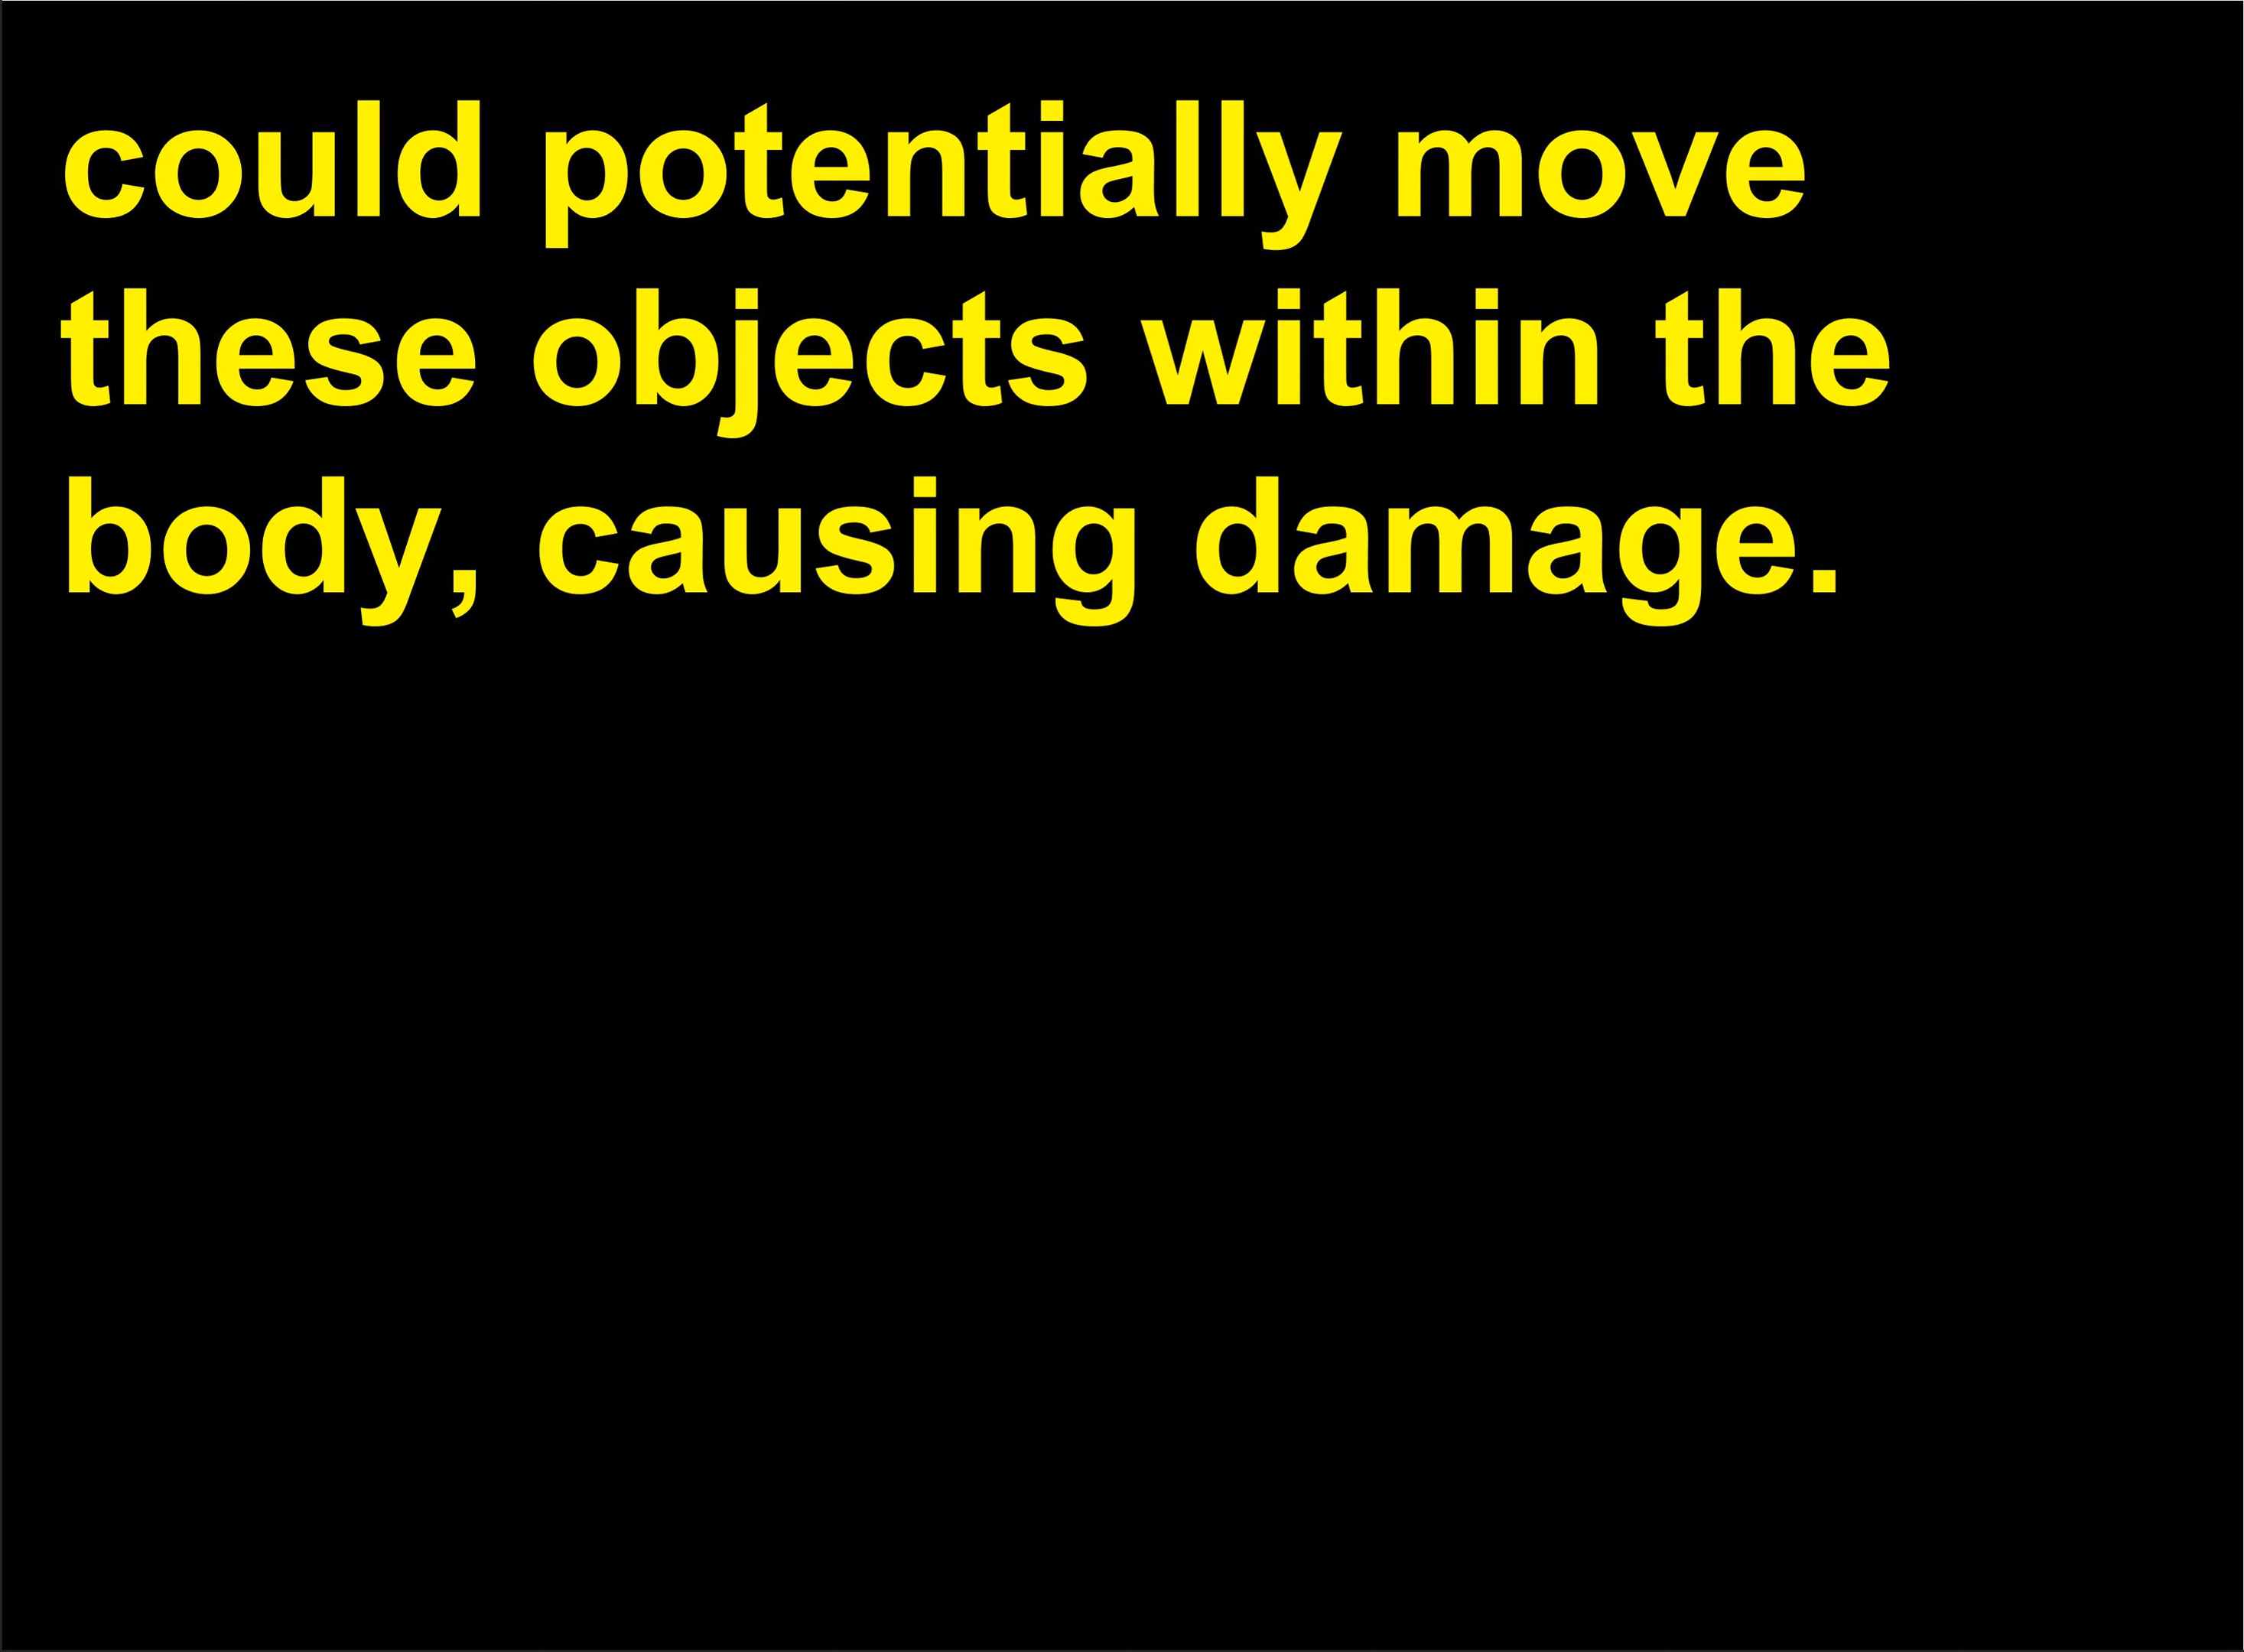 could potentially move
these objects within the
body, causing damage.